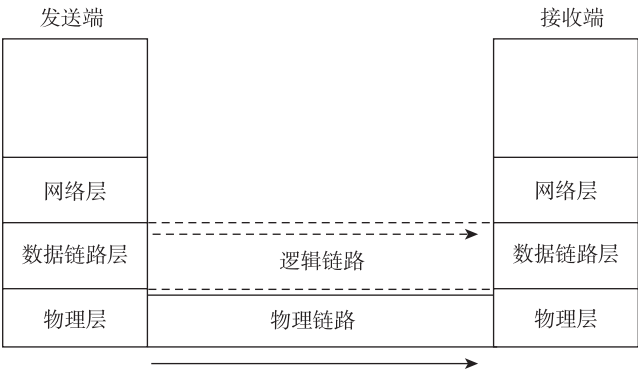 发送端
接收端
网络层
网络层
数据链路层
逻辑链路
数据链路层
物理层
物理链路
物理层